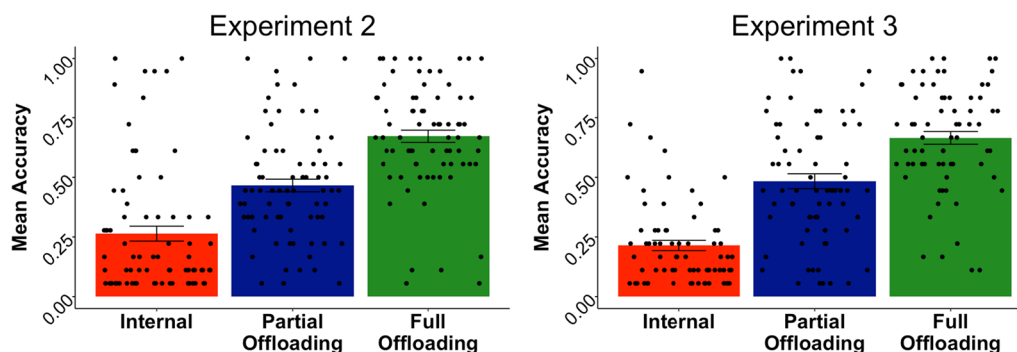 Experiment 2
Mean Accuracy
1.00
0.75
0.50
0.25
0.00
Internal
Partial
Offloading
Full
Offloading
Experiment 3
Mean Accuracy
1.00
0.75
0.50
0.25
0.00
Internal
Partial
Offloading
Full
Offloading